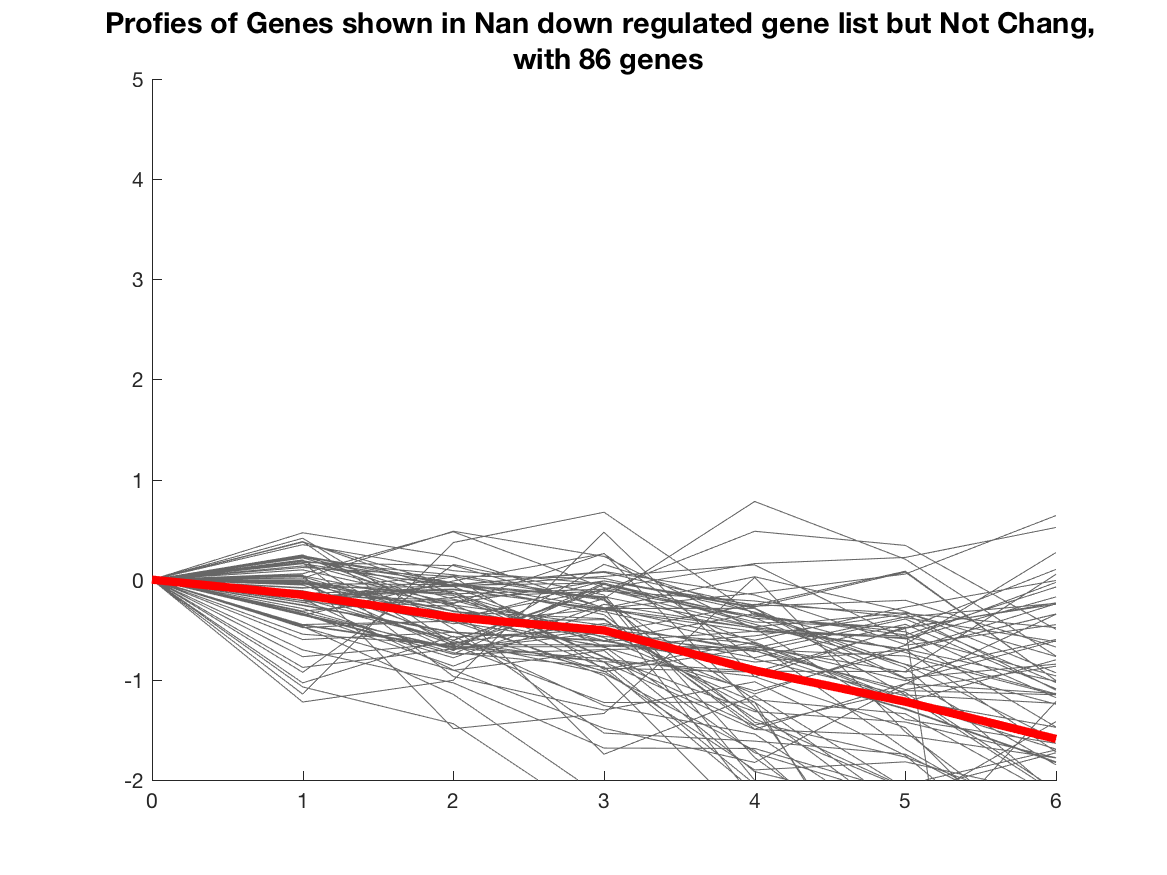 Profies of Genes shown in Nan down regulated gene list but Not Chang,
with 86 genes
5
4
3
2
1
0
-1
-2
0 1 2 3 4 5 6